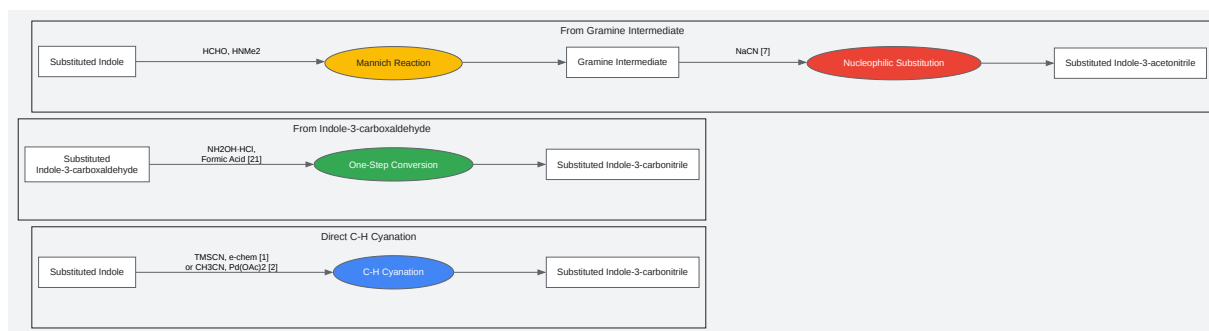 From Gramine Intermediate
Substituted Indole
HCHO, HNMe2
Mannich Reaction
Gramine Intermediate
NaCN [7]
Nucleophilic Substitution
Substituted Indole-3-acetonitrile
From Indole-3-carboxaldehyde
Substituted
Indole-3-carboxaldehyde
NH2OH·HCl,
Formic Acid [21]
One-Step Conversion
Substituted Indole-3-carbonitrile
Direct C-H Cyanation
Substituted Indole
TMSCN, e-chem [1]
or CH3CN, Pd(OAc)2 [2]
C-H Cyanation
Substituted Indole-3-carbonitrile